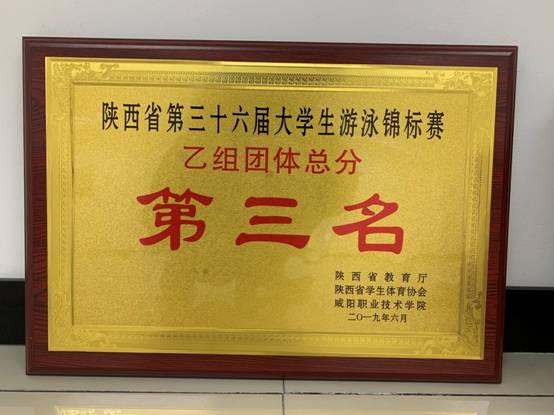 陕西省第三十六届大学生游泳锦标赛
乙组团体总分
第三名
陕西省教育厅
陕西省学生体育协会
咸阳职业技术学院
二〇一九年六月